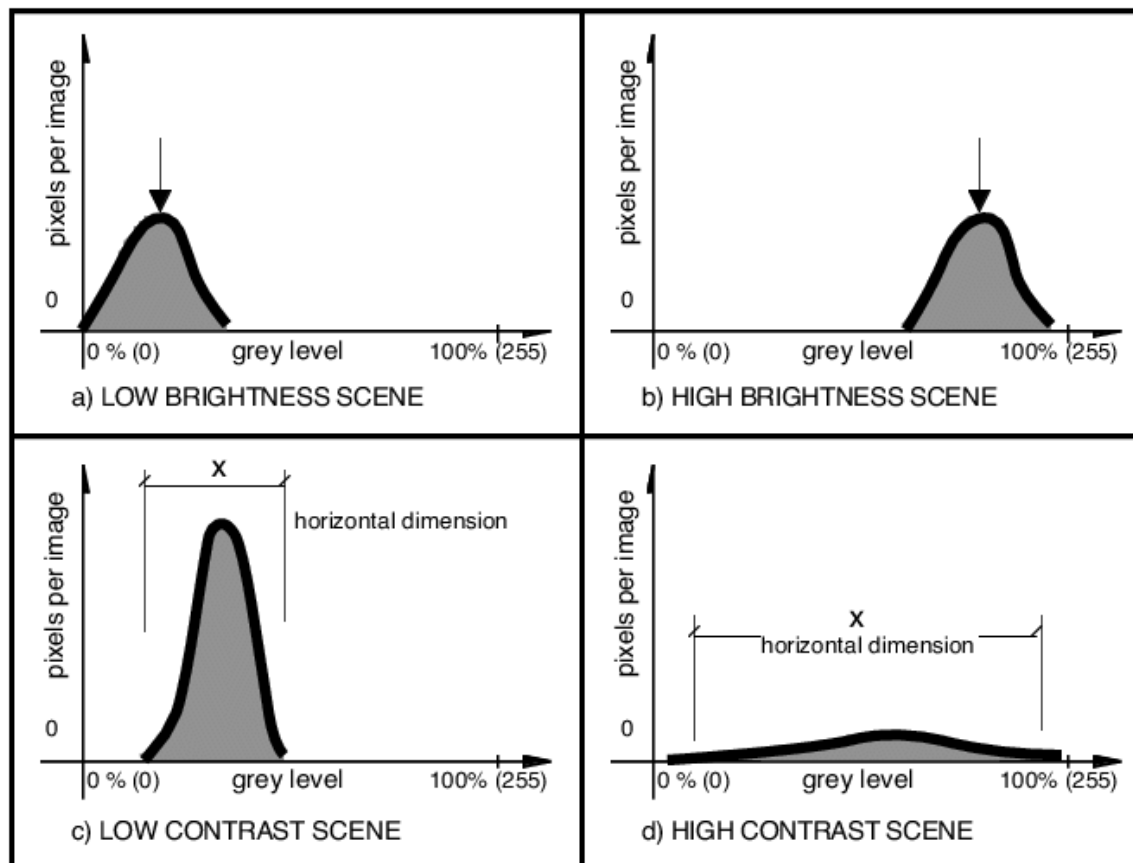 pixels per image
0
0 % (0) grey level 100% (255)
a) LOW BRIGHTNESS SCENE
pixels per image
0
0 % (0) grey level 100% (255)
b) HIGH BRIGHTNESS SCENE
x
horizontal dimension
pixels per image
0
0 % (0) grey level 100% (255)
c) LOW CONTRAST SCENE
x
horizontal dimension
pixels per image
0
0 % (0) grey level 100% (255)
d) HIGH CONTRAST SCENE